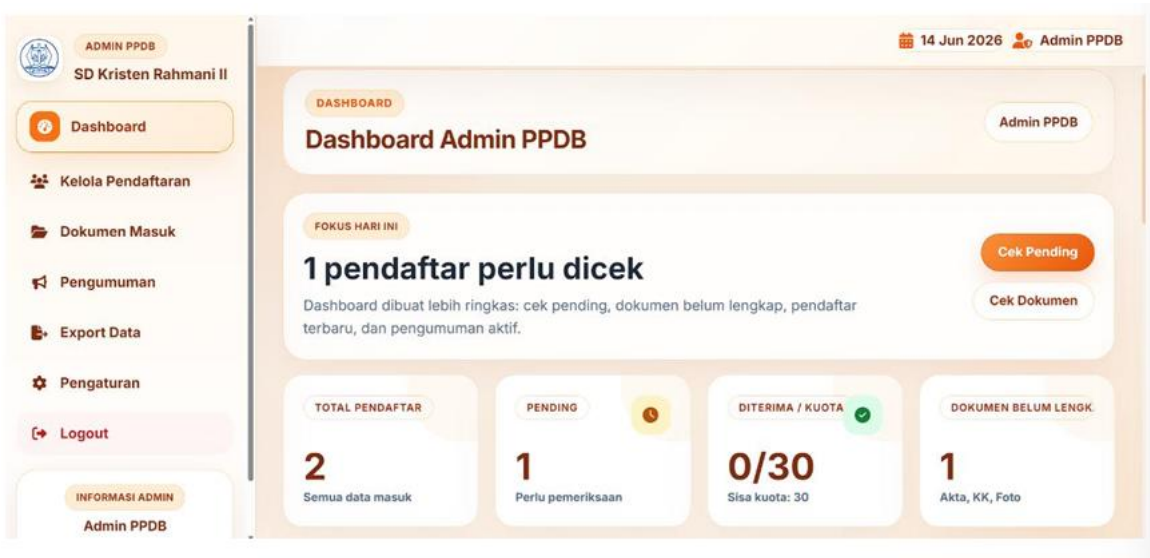 ADMIN PPDB
SD Kristen Rahmani II
Dashboard
Kelola Pendaftaran
Dokumen Masuk
Pengumuman
Export Data
Pengaturan
Logout
INFORMASI ADMIN
Admin PPDB
14 Jun 2026 Admin PPDB
DASHBOARD
Dashboard Admin PPDB
Admin PPDB
FOKUS HARI INI
1 pendaftar perlu dicek
Dashboard dibuat lebih ringkas: cek pending, dokumen belum lengkap, pendaftar
terbaru, dan pengumuman aktif.
Cek Pending
Cek Dokumen
TOTAL PENDAFTAR
2
Semua data masuk
PENDING
1
Perlu pemeriksaan
DITERIMA / KUOTA
0/30
Sisa kuota: 30
DOKUMEN BELUM LENGK
1
Akta, KK, Foto